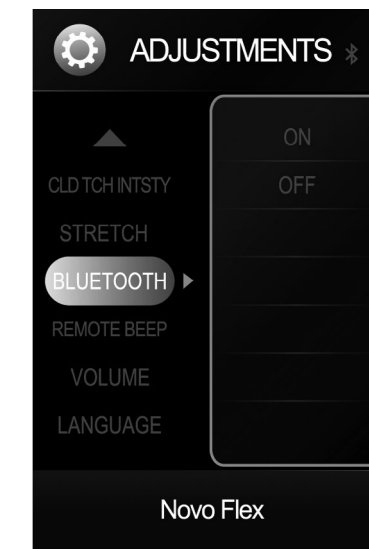 ADJUSTMENTS
CLD TCH INTSTY
STRETCH
BLUETOOTH
REMOTE BEEP
VOLUME
LANGUAGE
ON
OFF
Novo Flex